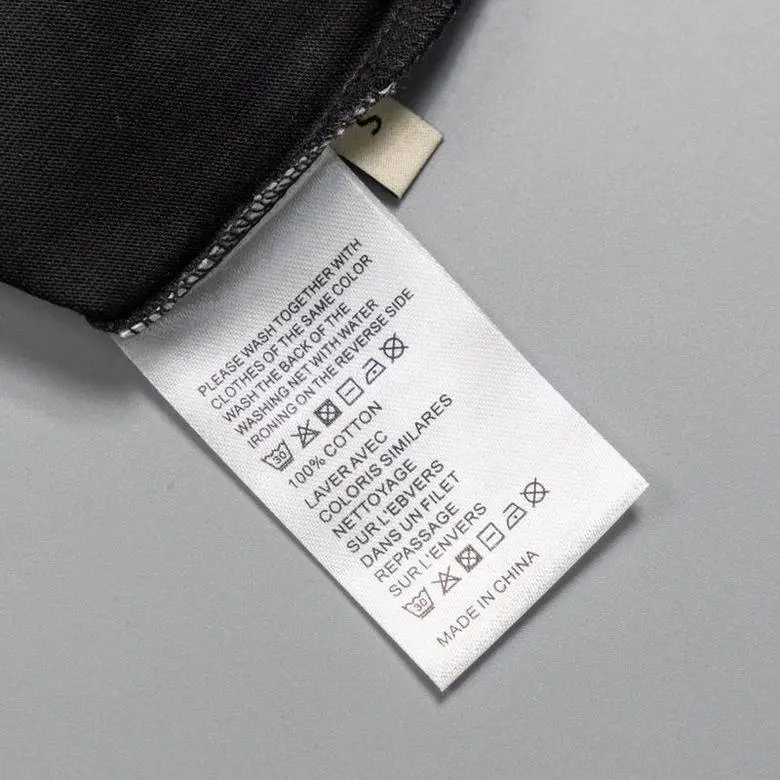 S
PLEASE WASH TOGETHER WITH
CLOTHES OF THE SAME COLOR
WASH THE BACK OF THE
WASHING NET WITH WATER
IRONING ON THE REVERSE SIDE
30
100% COTTON
LAVER AVEC
COLORIS SIMILARES
NETTOYAGE
SUR L'EBVERS
DANS UN FILET
REPASSAGE
SUR L'ENVERS
30
MADE IN CHINA